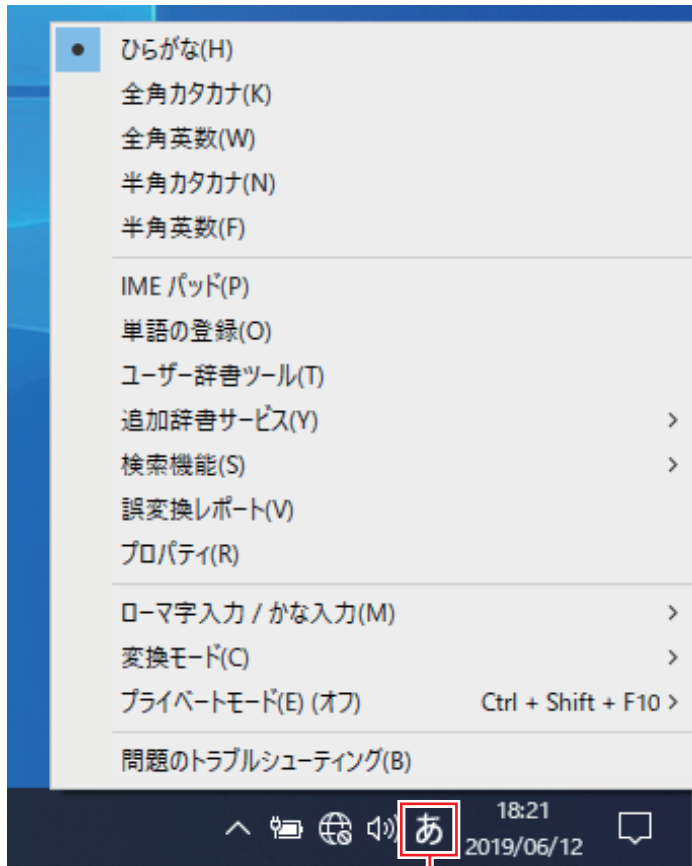 ひらがな(H)
全角カタカナ(K)
全角英数(W)
半角カタカナ(N)
半角英数(F)
IME パッド(P)
単語の登録(O)
ユーザー辞書ツール(T)
追加辞書サービス(Y)
検索機能(S)
誤変換レポート(V)
プロパティ(R)
ローマ字入力 / かな入力(M)
変換モード(C)
プライベートモード(E) (オフ) Ctrl + Shift + F10
問題のトラブルシューティング(B)
あ 18:21
2019/06/12